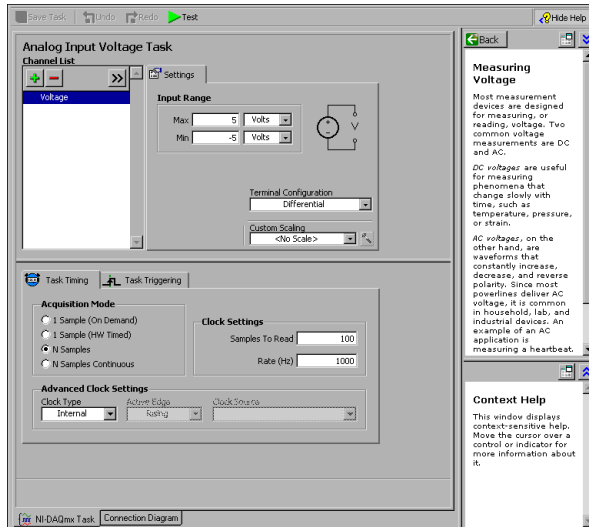 Save Task Undo Redo Test Hide Help
Analog Input Voltage Task
Channel List
Voltage
Settings
Input Range
Max 5 Volts
Min -5 Volts
V
Terminal Configuration
Differential
Custom Scaling
<No Scale>
Task Timing Task Triggering
Acquisition Mode
1 Sample (On Demand)
1 Sample (HW Timed)
N Samples
N Samples Continuous
Clock Settings
Samples To Read 100
Rate (Hz) 1000
Advanced Clock Settings
Clock Type Active Edge Clock Source
Internal Rising
NI-DAQmx Task Connection Diagram
Back
Measuring
Voltage
Most measurement
devices are designed
for measuring, or
reading, voltage. Two
common voltage
measurements are DC
and AC.
DC voltages are useful
for measuring
phenomena that
change slowly with
time, such as
temperature, pressure,
or strain.
AC voltages, on the
other hand, are
waveforms that
constantly increase,
decrease, and reverse
polarity. Since most
powerlines deliver AC
voltage, it is common
in household, lab, and
industrial devices. An
example of an AC
application is
measuring a heartbeat.
Context Help
This window displays
context-sensitive help.
Move the cursor over a
control or indicator for
more information about
it.